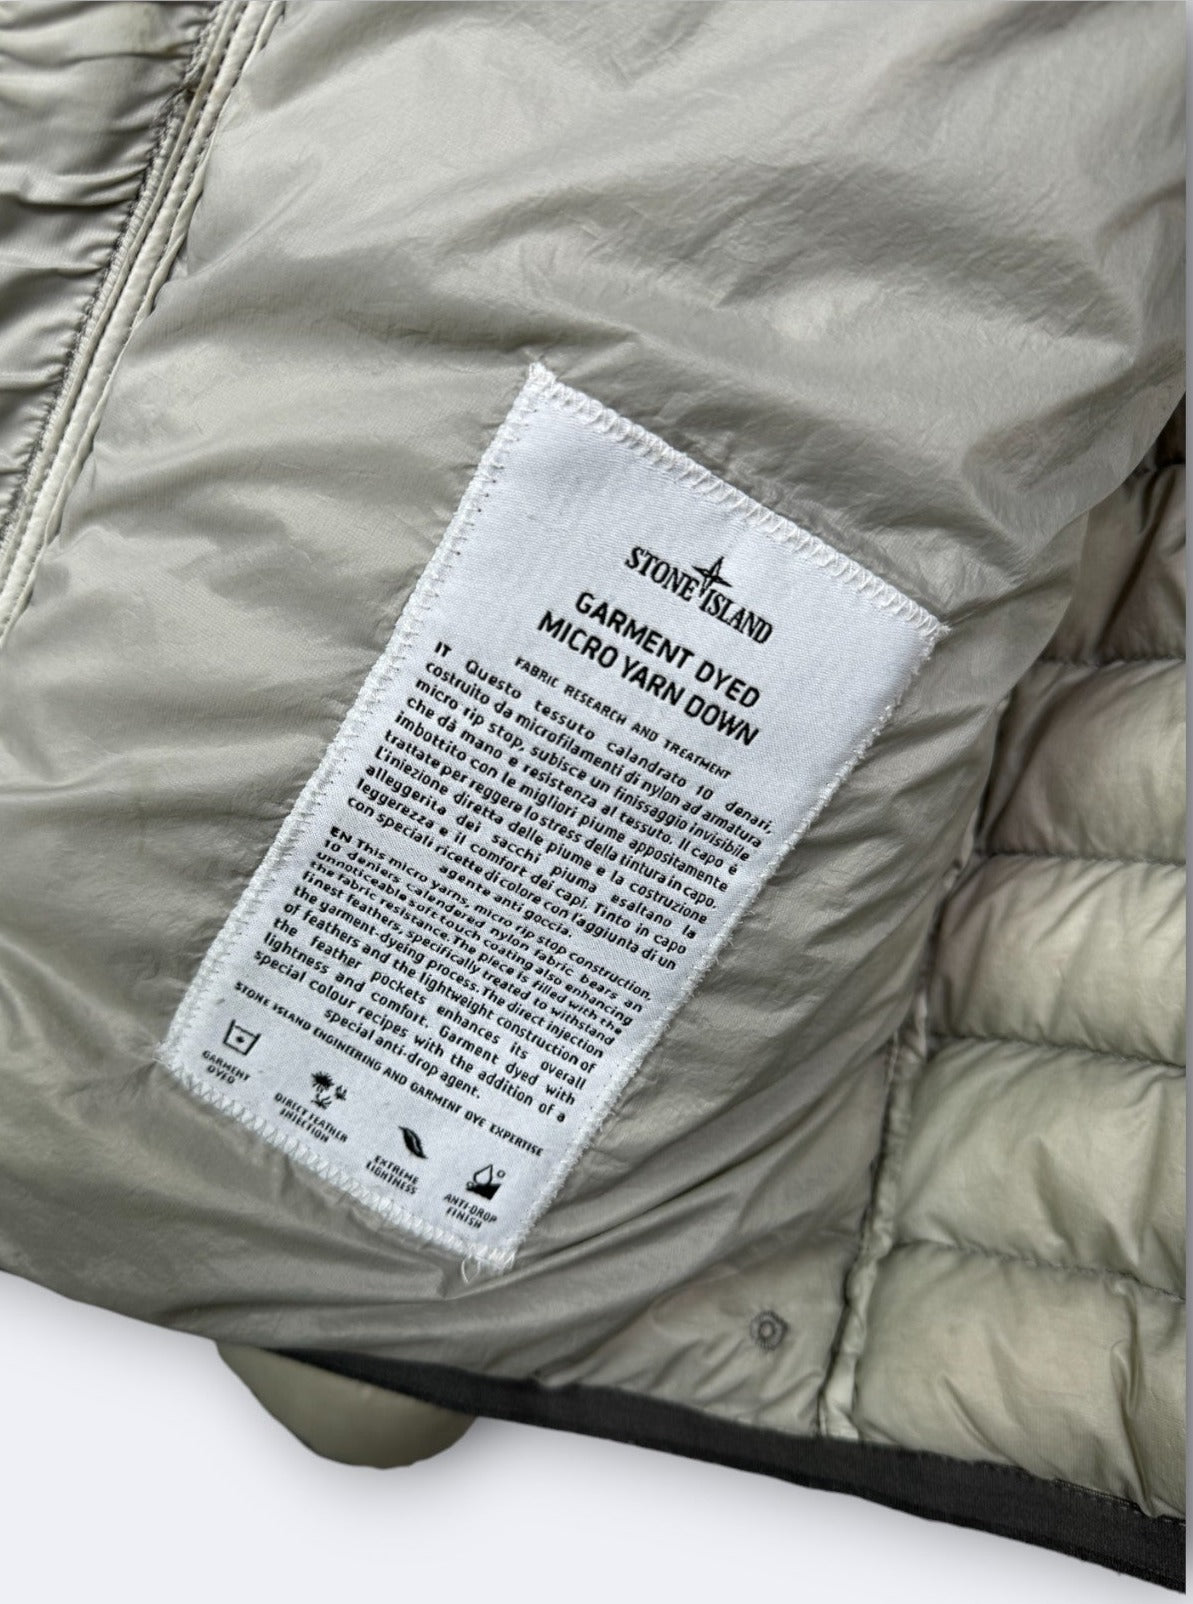 STONE ISLAND
GARMENT DYED
MICRO YARN DOWN
FABRIC RESEARCH AND TREATMENT
IT Questo tessuto calandrato 10 denari,
costruito da microfilamenti di nylon ad armatura
micro rip stop, subisce un finissaggio invisibile
che dà mano e resistenza al tessuto. Il capo è
imbottito con le migliori piume appositamente
trattate per reggere lo stress della tintura in capo.
L'iniezione diretta delle piume e la costruzione
alleggerita dei sacchi piuma esaltano la
leggerezza e il comfort dei capi. Tinto in capo
con speciali ricette di colore con l'aggiunta di un
agente anti goccia.
EN This micro yarns, micro rip stop construction,
10 deniers, calendered nylon fabric bears an
unnoticeable soft touch coating also enhancing
the fabric resistance. The piece is filled with the
finest feathers, specifically treated to withstand
the garment-dyeing process. The direct injection
of feathers and the lightweight construction of
the feather pockets enhances its overall
lightness and comfort. Garment dyed with
special colour recipes with the addition of a
special anti-drop agent.
STONE ISLAND ENGINEERING AND GARMENT DYE EXPERTISE
GARMENT
DYED
DIRECT FEATHER
INJECTION
EXTREME
LIGHTNESS
ANTI-DROP
FINISH